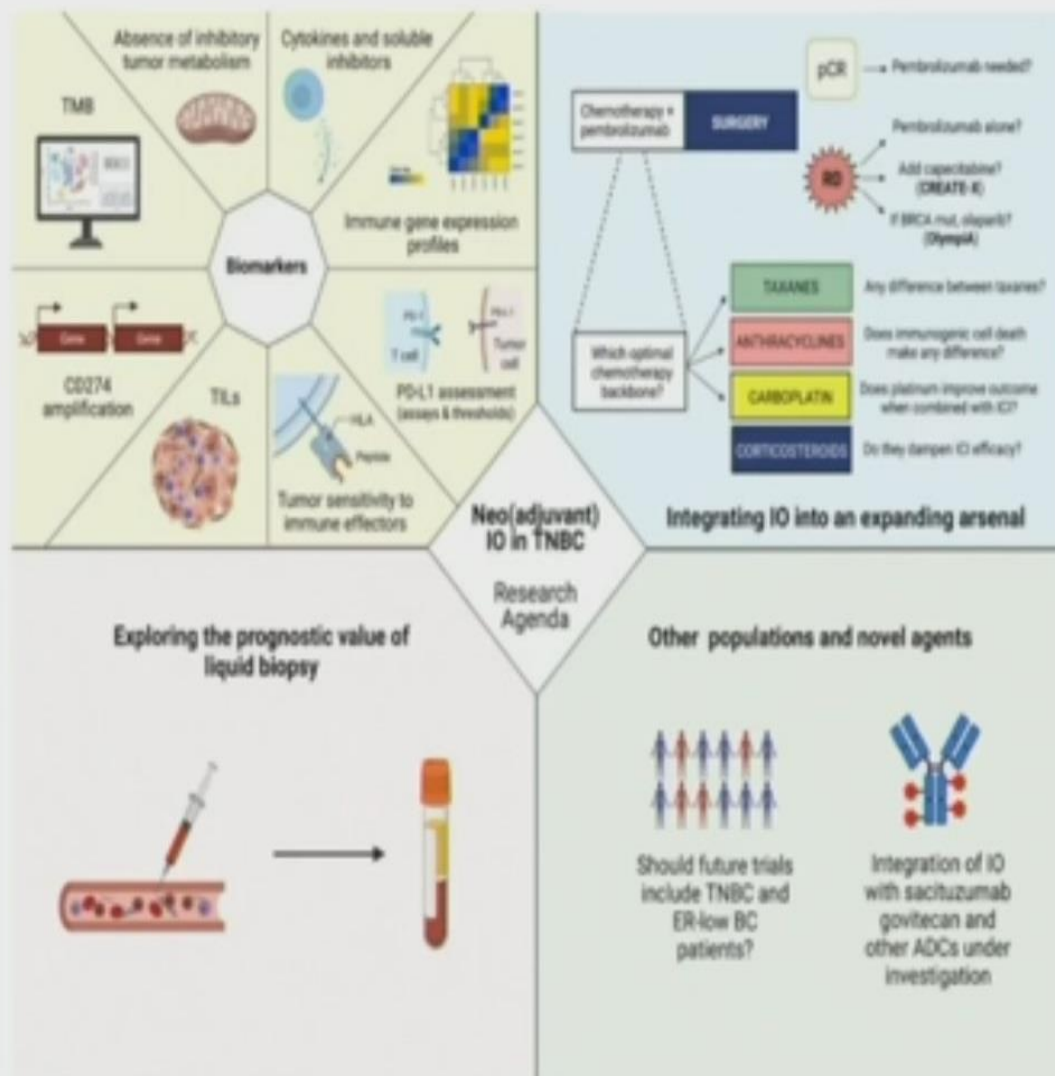 Absence of inhibitory
tumor metabolism
Cytokines and soluble
inhibitors
TMB
Immune gene expression
profiles
Biomarkers
Gene
Gene
CD274
amplification
TILs
HLA
Peptide
Tumor sensitivity to
immune effectors
PD-1
T cell
PD-L1
Tumor
cell
PD-L1 assessment
(assays & thresholds)
Chemotherapy +
pembrolizumab
SURGERY
pCR
Pembrolizumab needed?
RD
Pembrolizumab alone?
Add capecitabine?
(CREATE-X)
If BRCA mut, olaparib?
(OlympiA)
Which optimal
chemotherapy
backbone?
TAXANES
Any difference between taxanes?
ANTHRACYCLINES
Does immunogenic cell death
make any difference?
CARBOPLATIN
Does platinum improve outcome
when combined with ICI?
CORTICOSTEROIDS
Do they dampen ICI efficacy?
Integrating IO into an expanding arsenal
Neo(adjuvant)
IO in TNBC
Research
Agenda
Exploring the prognostic value of
liquid biopsy
Other populations and novel agents
Should future trials
include TNBC and
ER-low BC
patients?
Integration of IO
with sacituzumab
govitecan and
other ADCs under
investigation